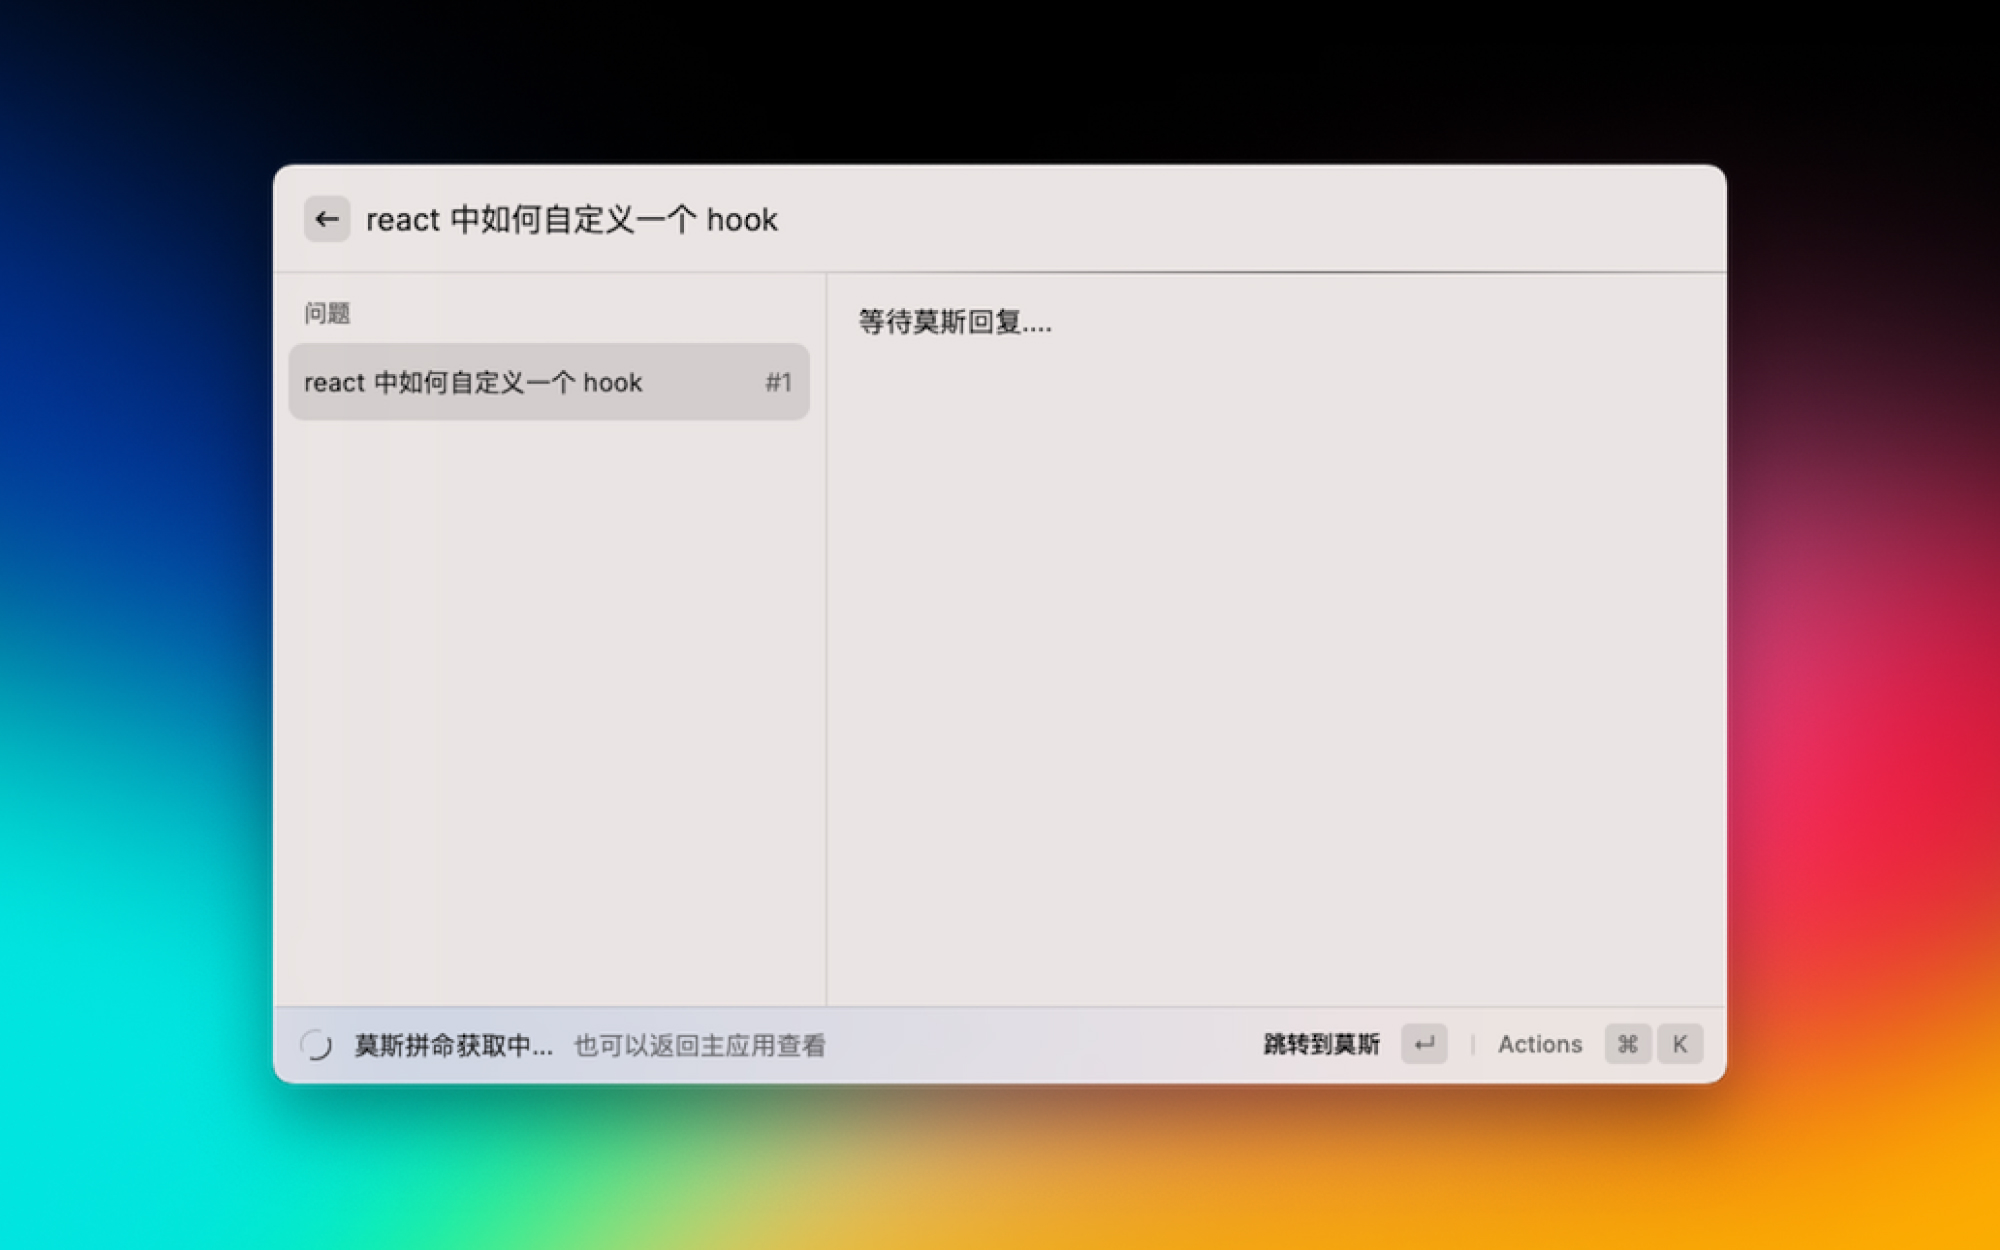 react 中如何自定义一个 hook
问题
react 中如何自定义一个 hook #1
等待莫斯回复....
莫斯拼命获取中... 也可以返回主应用查看
跳转到莫斯 ↵ | Actions ⌘ K